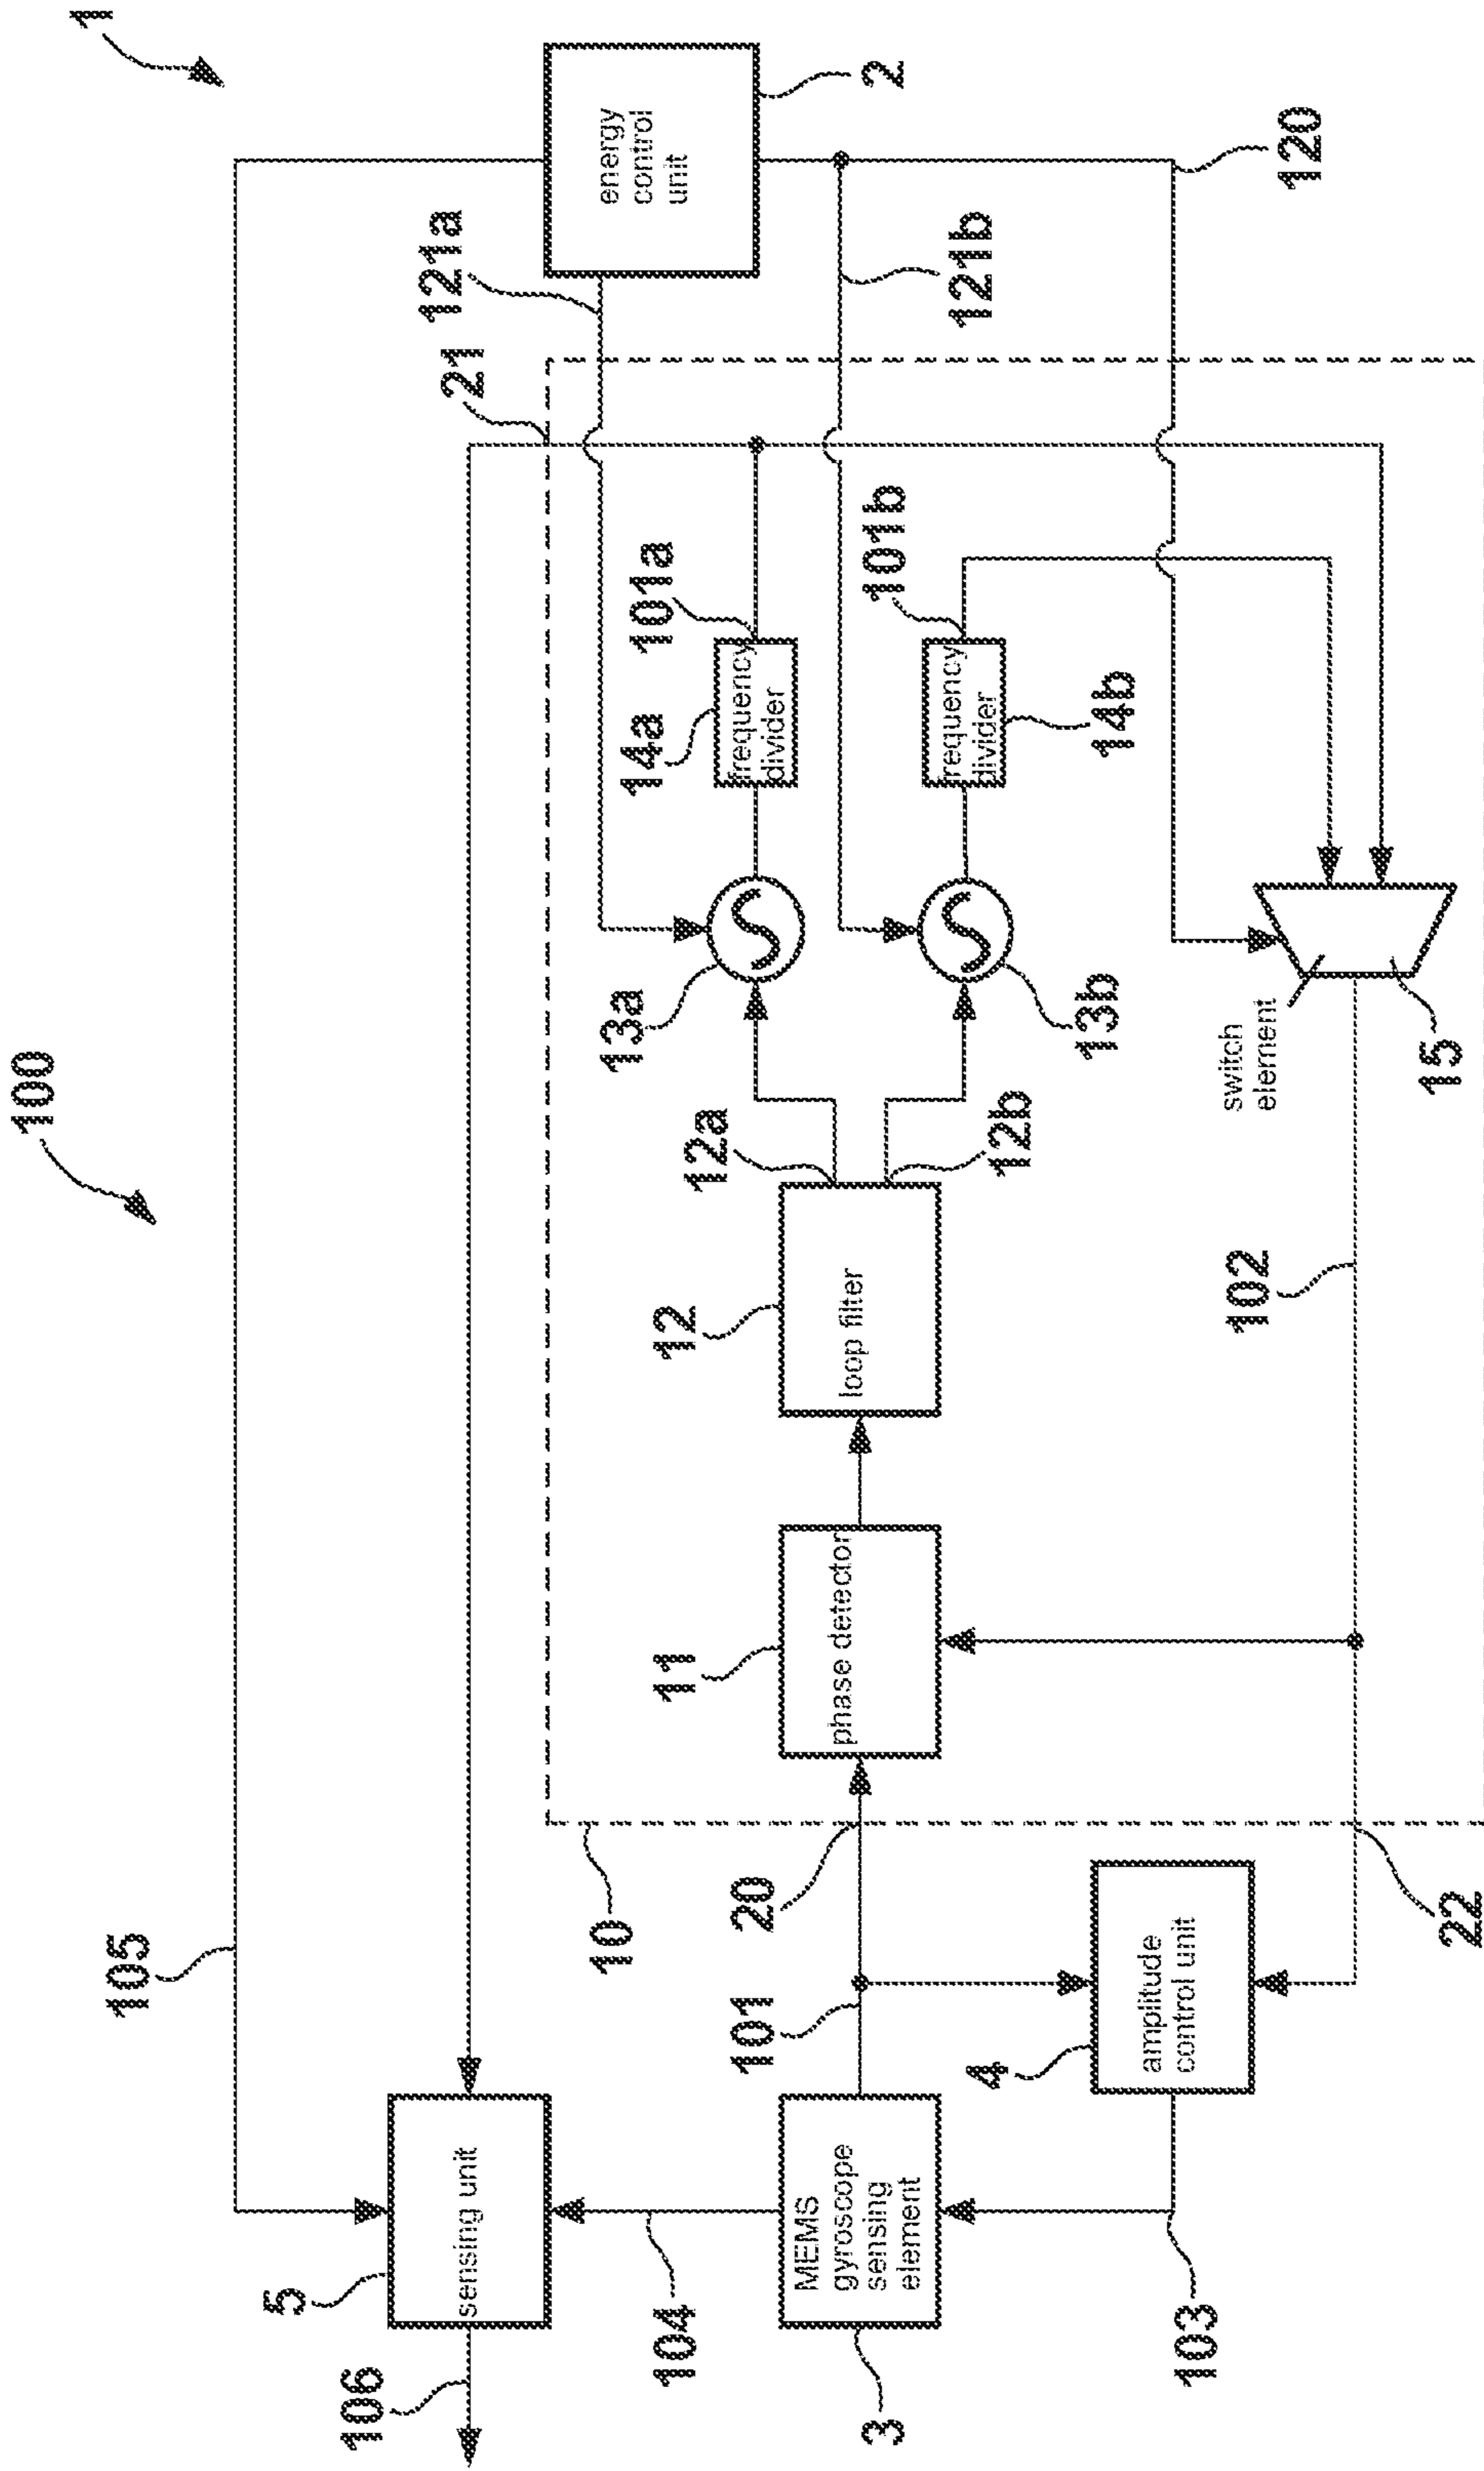 100
1
105
106
5
sensing unit
energy
control
unit
2
21
121a
121b
120
104
3
MEMS
gyroscope
sensing
element
101
20
10
11
phase detector
12
loop filter
12a
12b
13a
13b
14a
frequency
divider
101a
14b
frequency
divider
101b
4
amplitude
control unit
103
22
102
switch
element
15